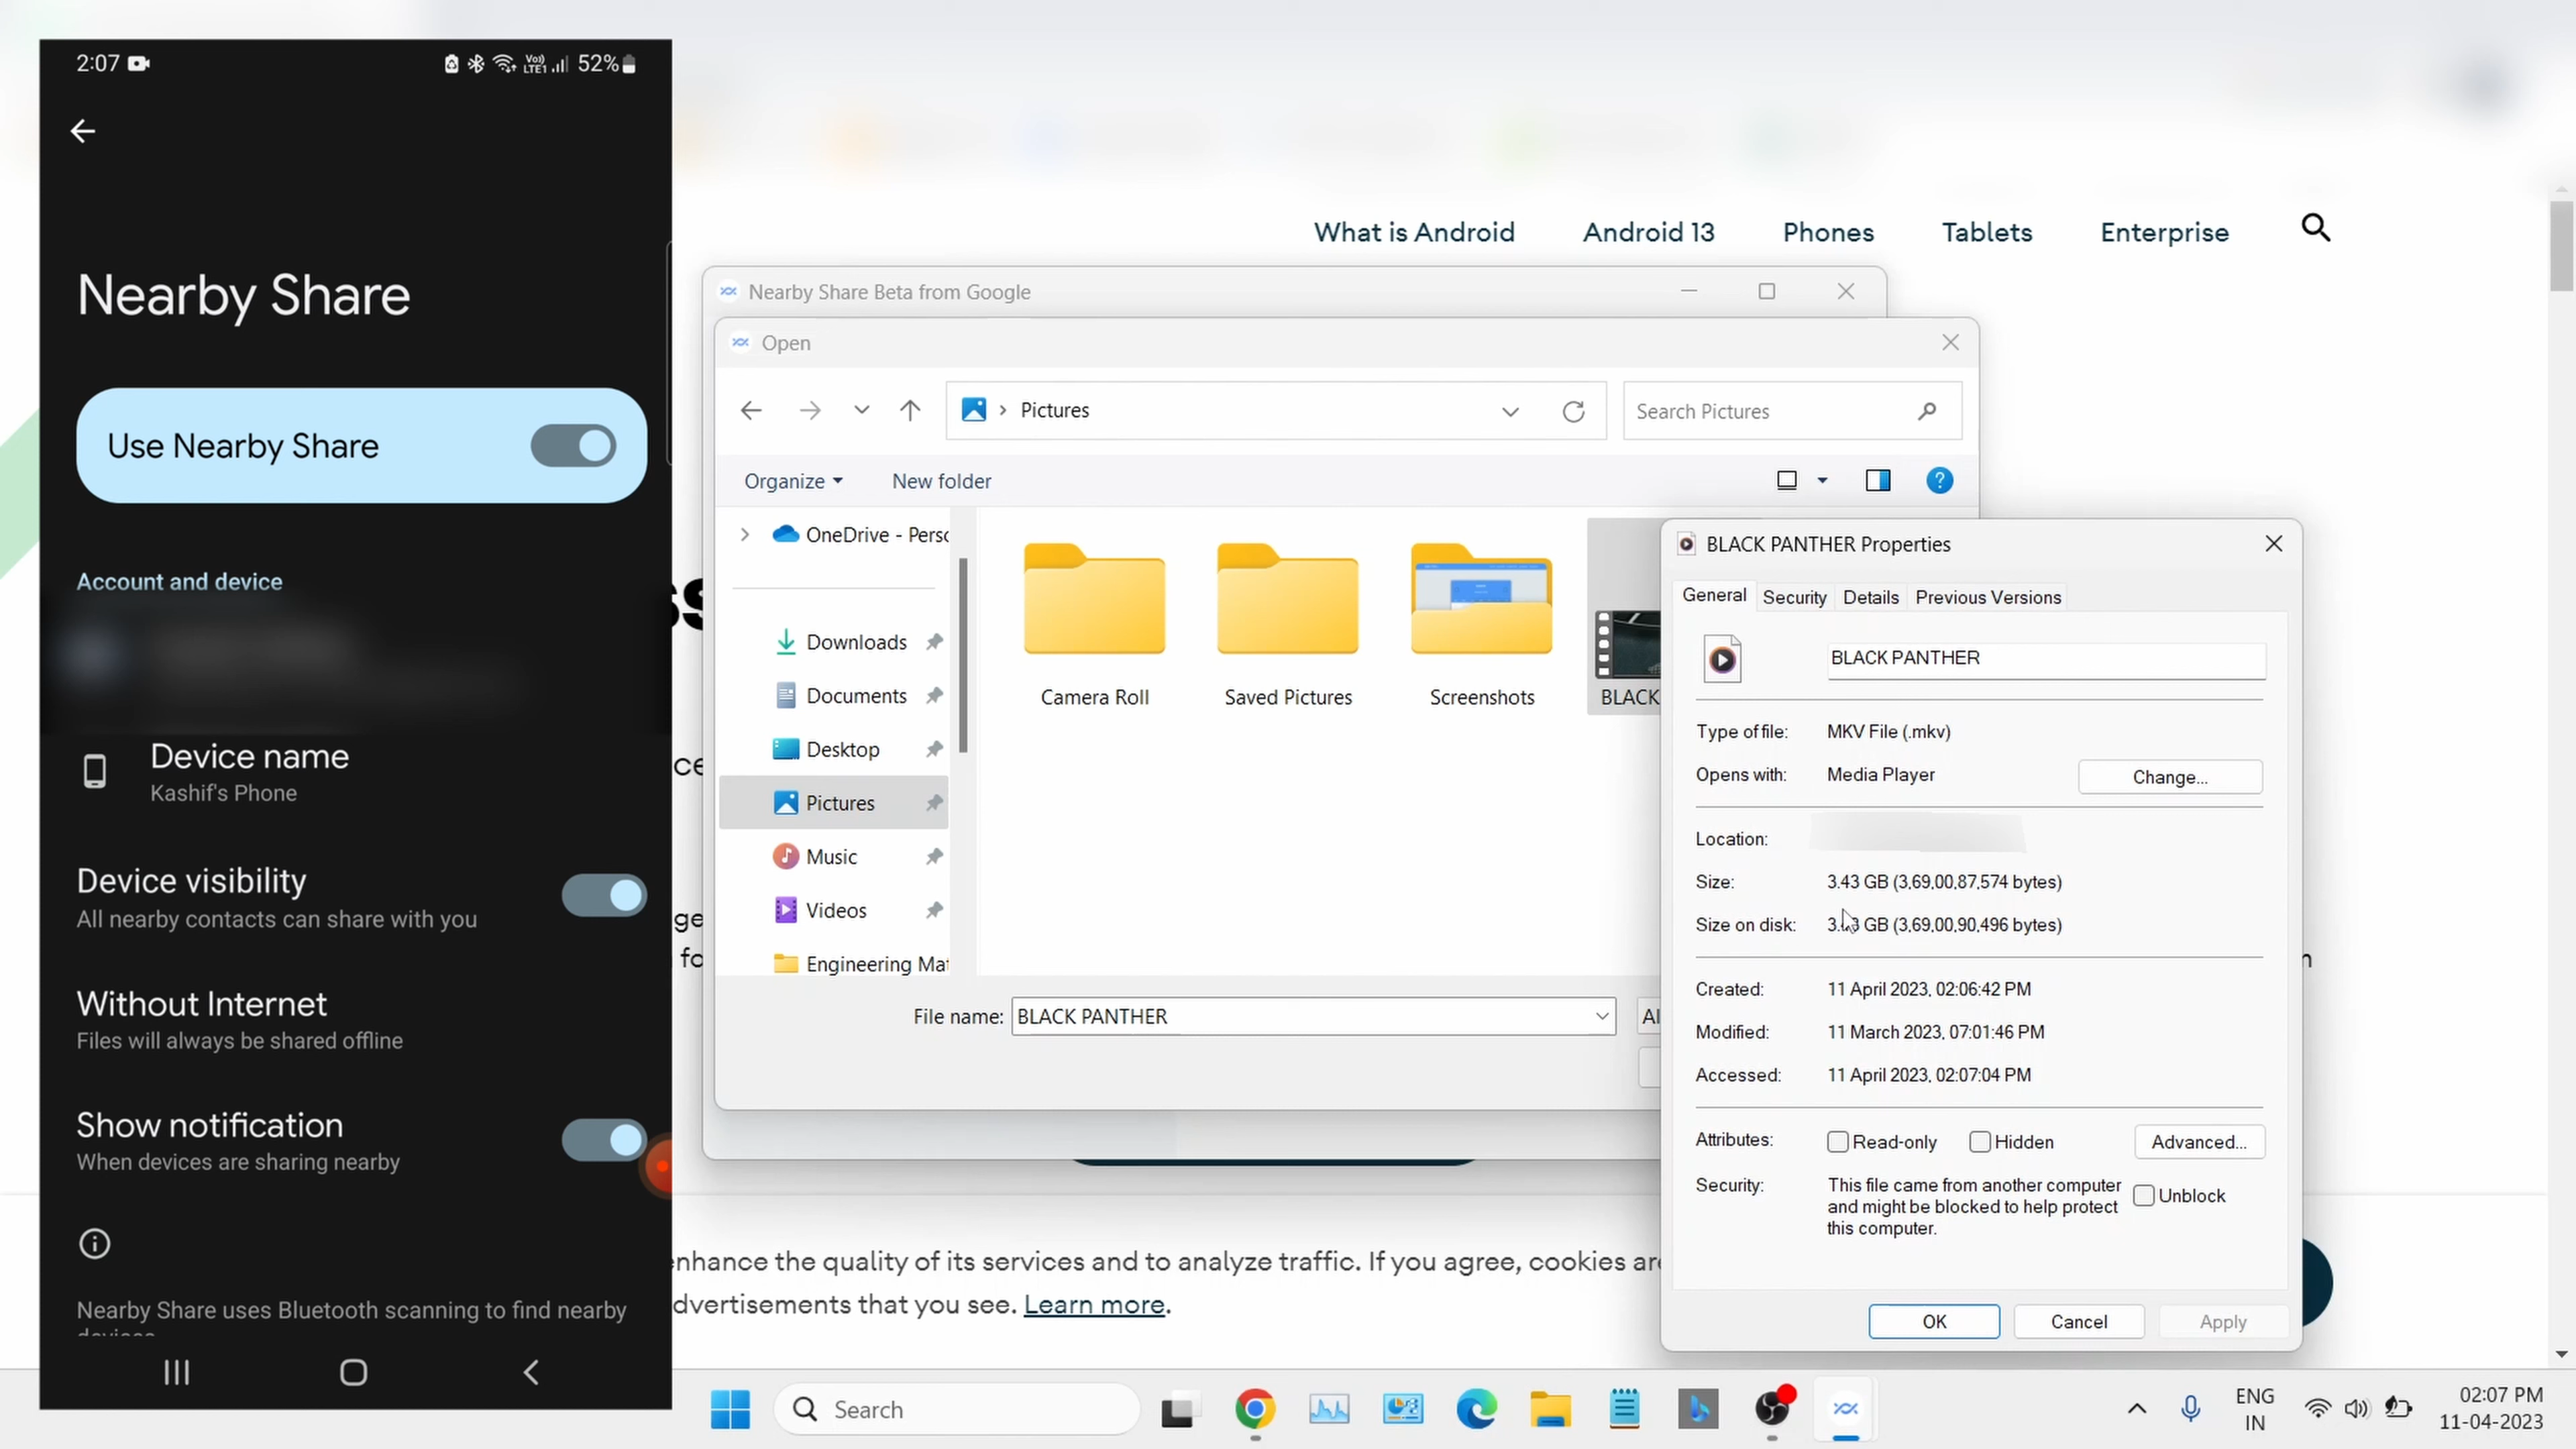 2:07
Vo))
LTE1
52%
Nearby Share
Use Nearby Share
Account and device
Device name
Kashif's Phone
Device visibility
All nearby contacts can share with you
Without Internet
Files will always be shared offline
Show notification
When devices are sharing nearby
Nearby Share uses Bluetooth scanning to find nearby
What is Android
Android 13
Phones
Tablets
Enterprise
Nearby Share Beta from Google
Open
Pictures
Search Pictures
Organize
New folder
OneDrive - Perso
Downloads
Documents
Desktop
Pictures
Music
Videos
Engineering Mat
Camera Roll
Saved Pictures
Screenshots
BLACK
File name: BLACK PANTHER
Al
BLACK PANTHER Properties
General
Security
Details
Previous Versions
BLACK PANTHER
Type of file: MKV File (.mkv)
Opens with: Media Player
Change...
Location:
Size: 3.43 GB (3,69,00,87,574 bytes)
Size on disk: GB (3,69,00,90,496 bytes)
Created: 11 April 2023, 02:06:42 PM
Modified: 11 March 2023, 07:01:46 PM
Accessed: 11 April 2023, 02:07:04 PM
Attributes: Read-only Hidden Advanced...
Security: This file came from another computer
and might be blocked to help protect
this computer.
Unblock
OK
Cancel
Apply
enhance the quality of its services and to analyze traffic. If you agree, cookies are
dvertisements that you see. Learn more.
Search
ENG
IN
02:07 PM
11-04-2023